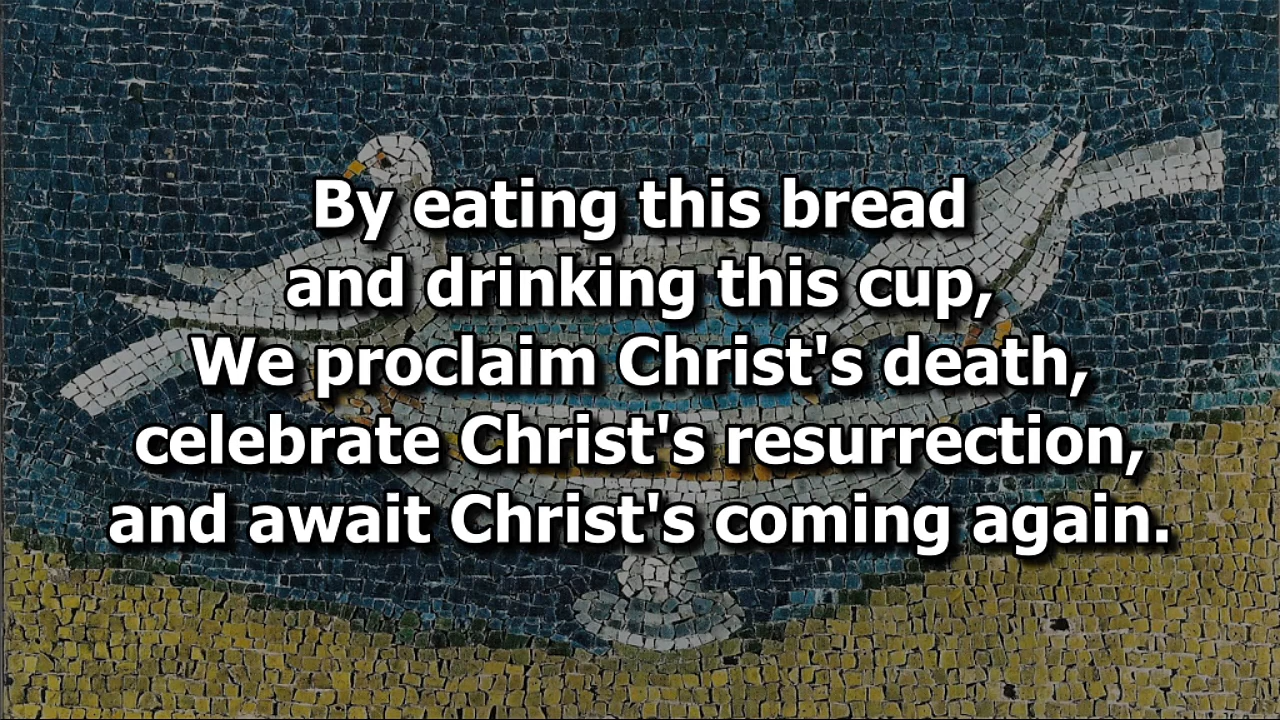 By eating this bread
and drinking this cup,
We proclaim Christ's death,
celebrate Christ's resurrection,
and await Christ's coming again.